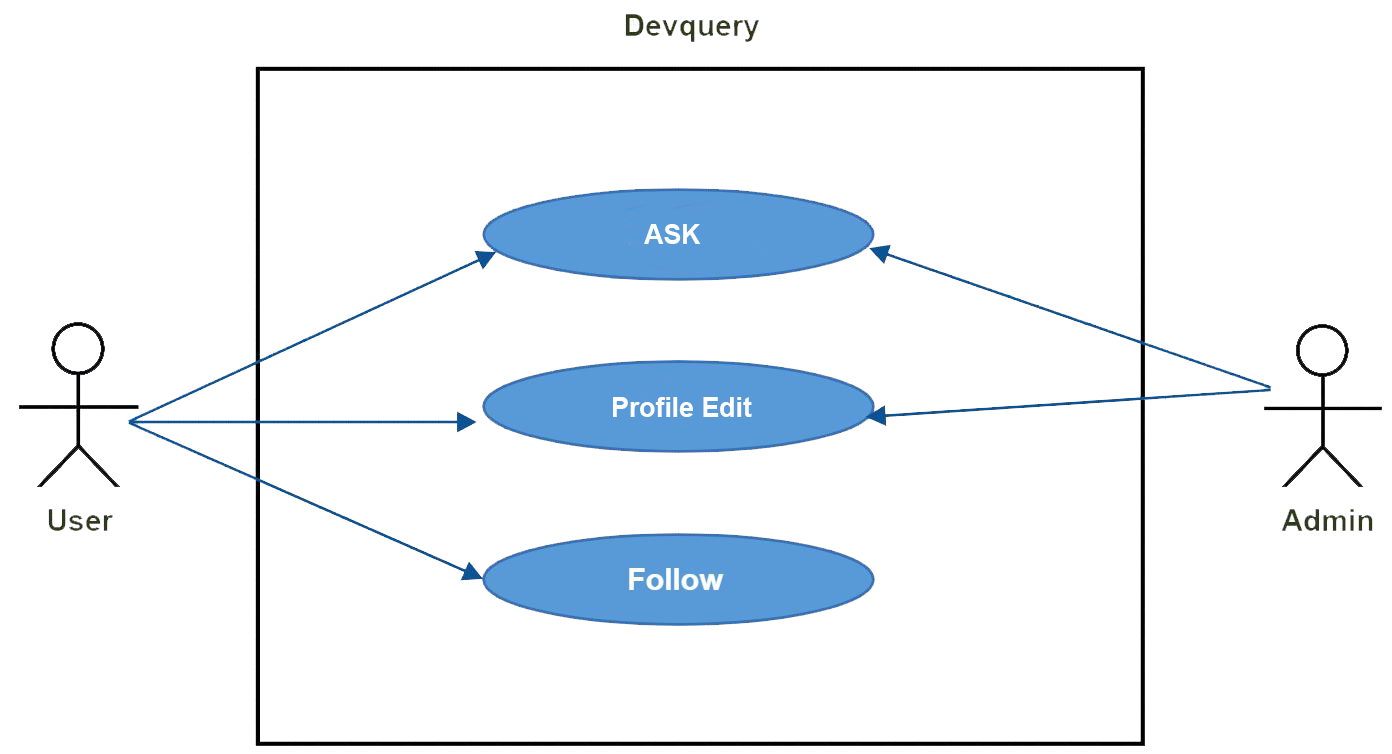 Devquery
ASK
Profile Edit
Follow
User
Admin